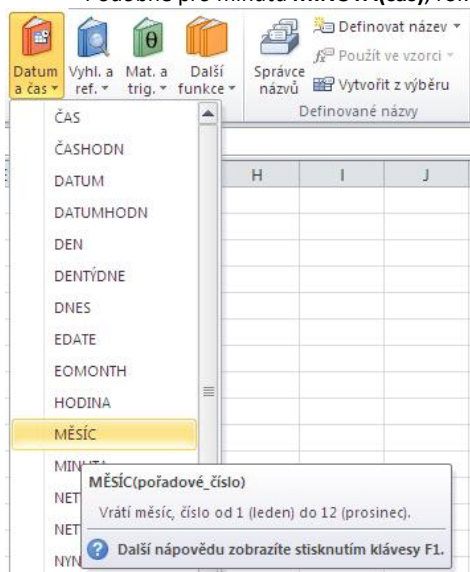 Datum a čas
Vyhl. a ref.
Mat. a trig.
Další funkce
Správce názvů
Definovat název
Použít ve vzorci
Vytvořit z výběru
Definované názvy
H I J
ČAS
ČASHODN
DATUM
DATUMHODN
DEN
DENTÝDNE
DNES
EDATE
EOMONTH
HODINA
MĚSÍC
MĚSÍC(pořadové_číslo)
Vrátí měsíc, číslo od 1 (leden) do 12 (prosinec).
Další nápovědu zobrazíte stisknutím klávesy F1.